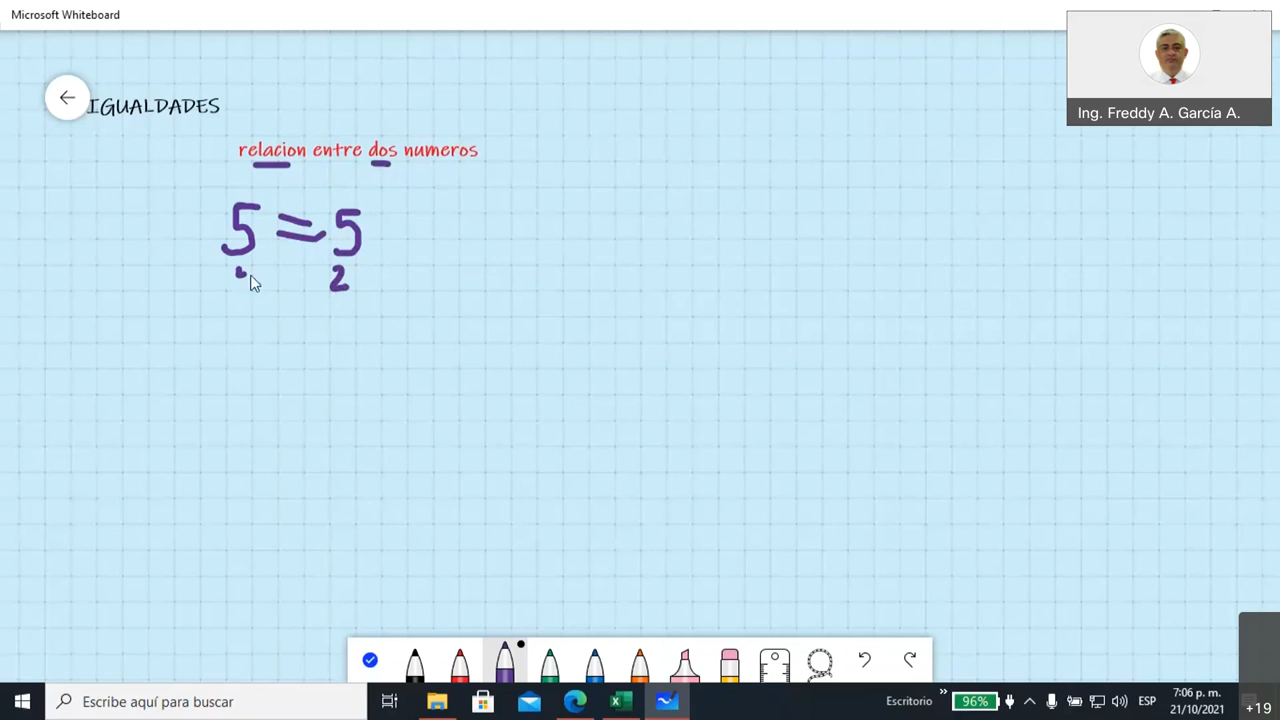 Microsoft Whiteboard
Ing. Freddy A. García A.
IGUALDADES
relacion entre dos numeros
5 = 5
2
Escribe aquí para buscar
Escritorio
96%
ESP
7:06 p. m.
21/10/2021
+19